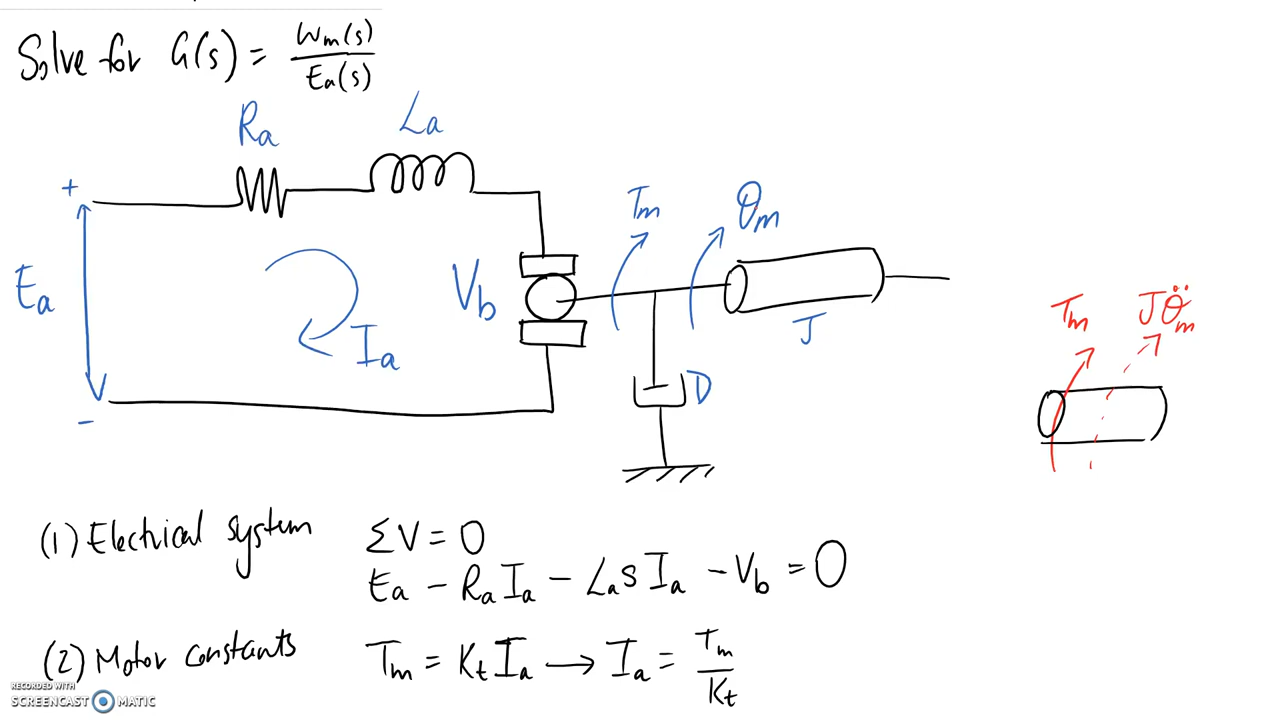 Solve for G(s) = Wm(s) / Ea(s)
Ra
La
+
Ea
-
Ia
Vb
Tm
θm
J
D
Tm
Jθ̈m
(1) Electrical system
ΣV = 0
Ea - RaIa - LasIa - Vb = 0
(2) Motor constants
Tm = KtIa → Ia = Tm / Kt
RECORDED WITH
SCREENCAST MATIC